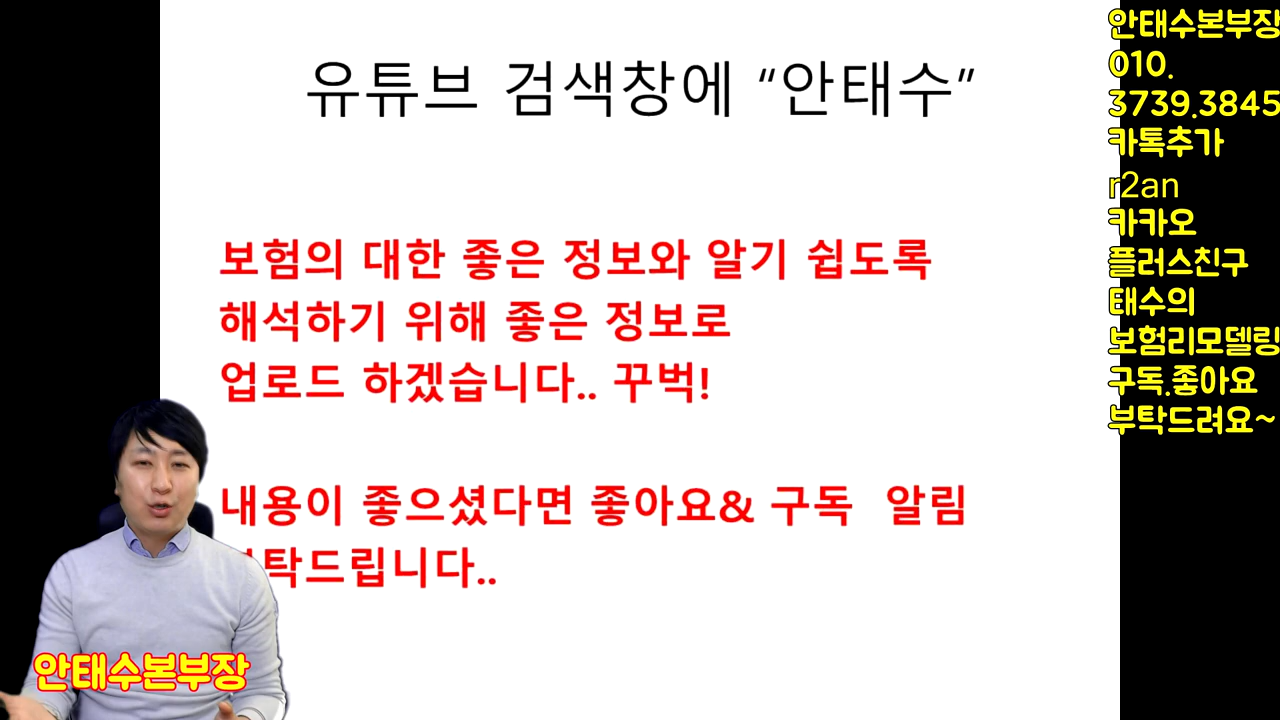 유튜브 검색창에 “안태수”
보험의 대한 좋은 정보와 알기 쉽도록
해석하기 위해 좋은 정보로
업로드 하겠습니다.. 꾸벅!
내용이 좋으셨다면 좋아요& 구독 알림
탁드립니다..
안태수본부장
안태수본부장
010.
3739.3845
카톡추가
r2an
카카오
플러스친구
태수의
보험리모델링
구독.좋아요
부탁드려요~